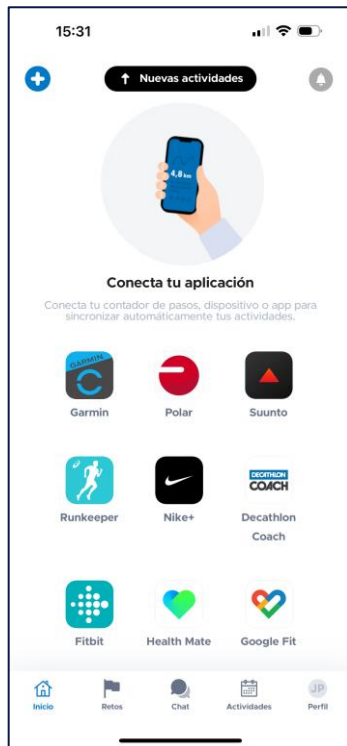 15:31
Nuevas actividades
4,8 km
Conecta tu aplicación
Conecta tu contador de pasos, dispositivo o app para
sincronizar automáticamente tus actividades.
GARMIN
Garmin
Polar
Suunto
DECATHLON
COACH
Runkeeper
Nike+
Decathlon
Coach
Fitbit
Health Mate
Google Fit
JP
Inicio
Retos
Chat
Actividades
Perfil